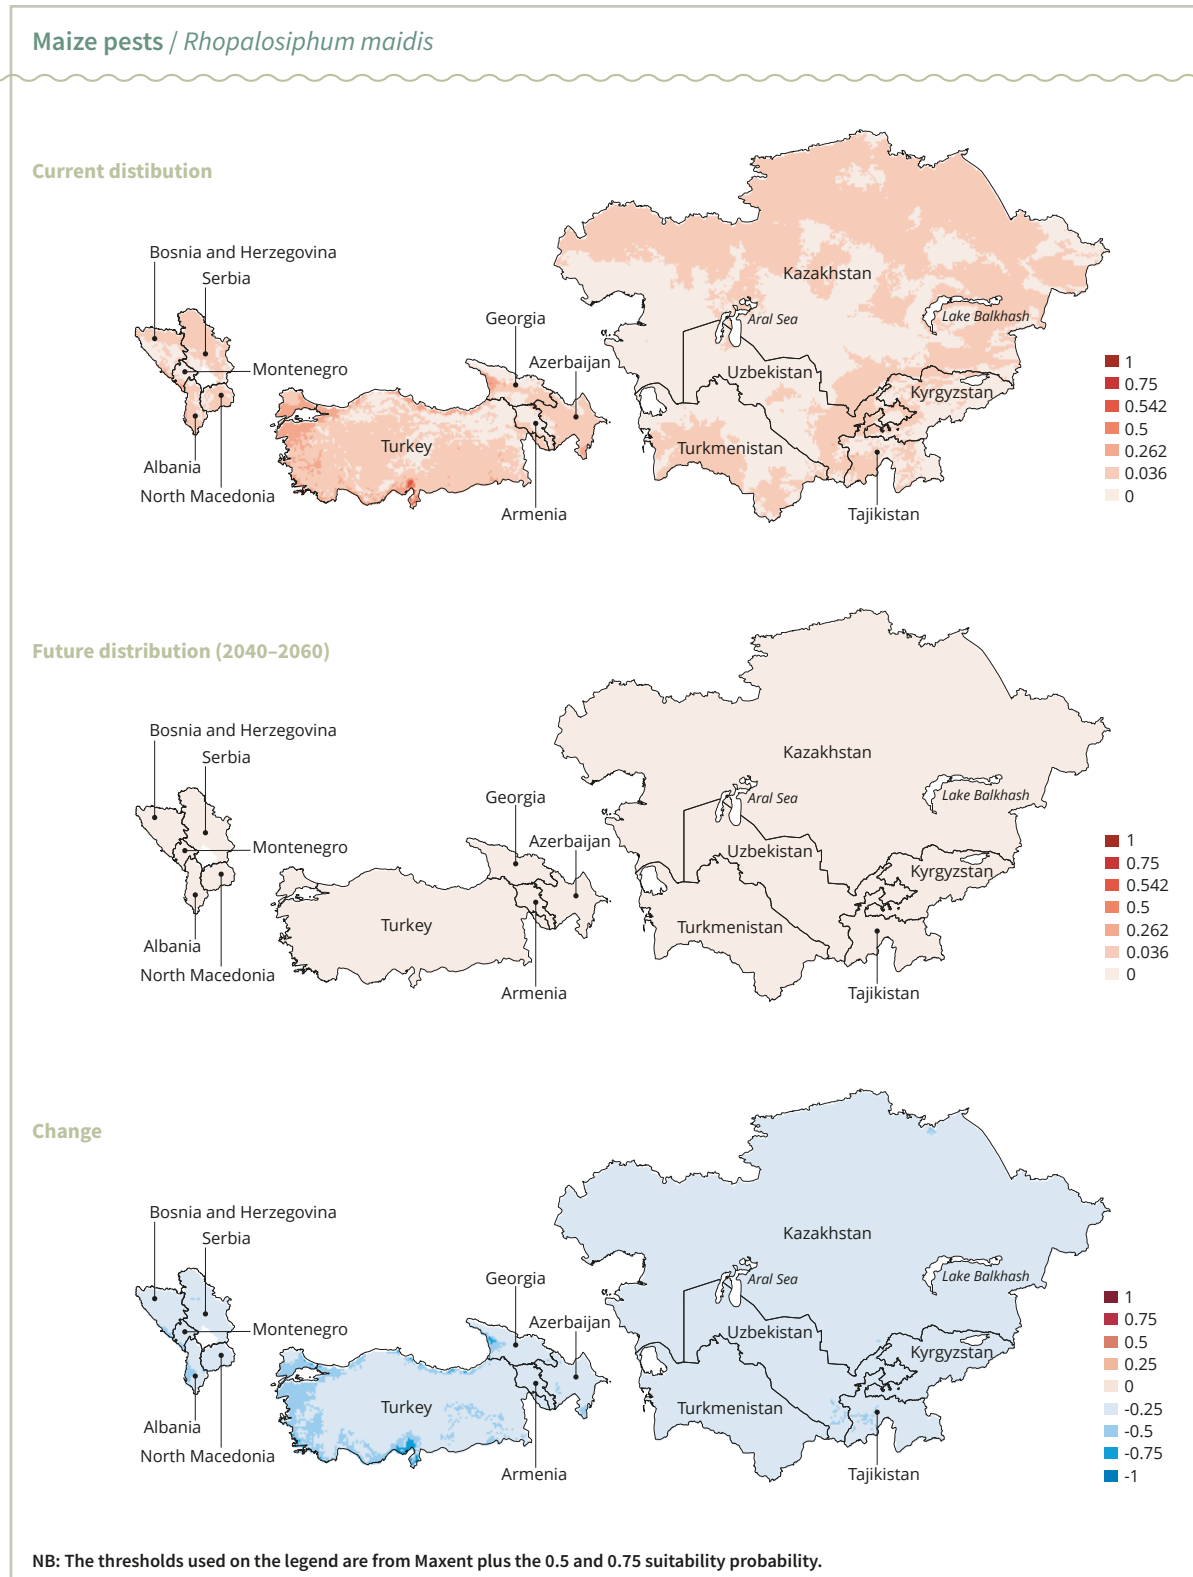 Maize pests / Rhopalosiphum maidis
Current distibution
Bosnia and Herzegovina
Serbia
Montenegro
Albania
North Macedonia
Turkey
Georgia
Azerbaijan
Armenia
Kazakhstan
Aral Sea
Lake Balkhash
Uzbekistan
Kyrgyzstan
Turkmenistan
Tajikistan
1
0.75
0.542
0.5
0.262
0.036
0
Future distribution (2040–2060)
Bosnia and Herzegovina
Serbia
Montenegro
Albania
North Macedonia
Turkey
Georgia
Azerbaijan
Armenia
Kazakhstan
Aral Sea
Lake Balkhash
Uzbekistan
Kyrgyzstan
Turkmenistan
Tajikistan
1
0.75
0.542
0.5
0.262
0.036
0
Change
Bosnia and Herzegovina
Serbia
Montenegro
Albania
North Macedonia
Turkey
Georgia
Azerbaijan
Armenia
Kazakhstan
Aral Sea
Lake Balkhash
Uzbekistan
Kyrgyzstan
Turkmenistan
Tajikistan
1
0.75
0.5
0.25
0
-0.25
-0.5
-0.75
-1
NB: The thresholds used on the legend are from Maxent plus the 0.5 and 0.75 suitability probability.